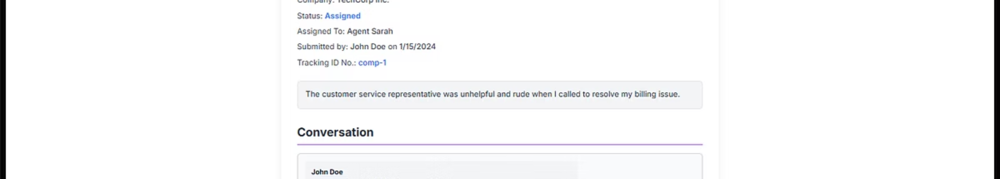 Company: TechCorp Inc.
Status: Assigned
Assigned To: Agent Sarah
Submitted by: John Doe on 1/15/2024
Tracking ID No.: comp-1
The customer service representative was unhelpful and rude when I called to resolve my billing issue.
Conversation
John Doe